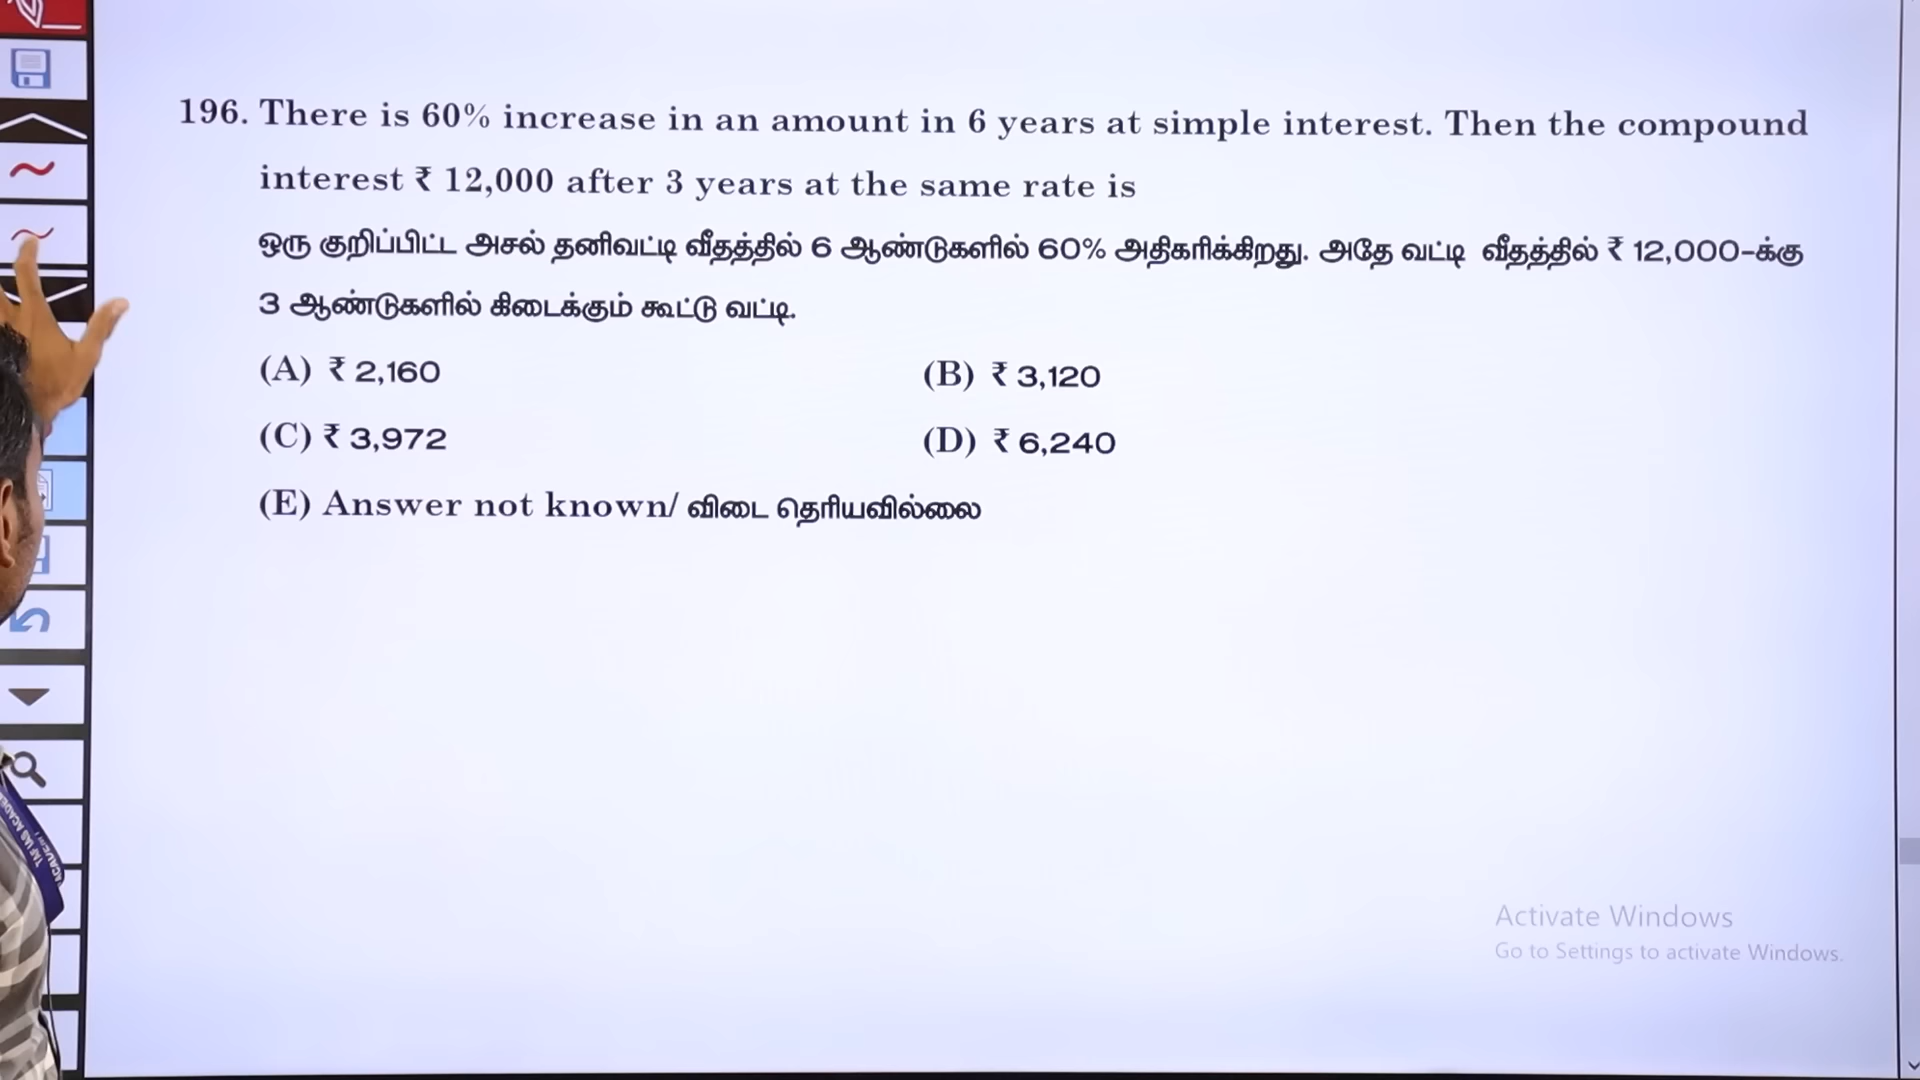 196. There is 60% increase in an amount in 6 years at simple interest. Then the compound
interest ₹ 12,000 after 3 years at the same rate is
ஒரு குறிப்பிட்ட அசல் தனிவட்டி வீதத்தில் 6 ஆண்டுகளில் 60% அதிகரிக்கிறது. அதே வட்டி வீதத்தில் ₹ 12,000-க்கு
3 ஆண்டுகளில் கிடைக்கும் கூட்டு வட்டி.
(A) ₹ 2,160 (B) ₹ 3,120
(C) ₹ 3,972 (D) ₹ 6,240
(E) Answer not known/ விடை தெரியவில்லை
Activate Windows
Go to Settings to activate Windows.